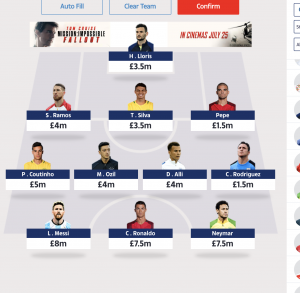 Auto Fill Clear Team Confirm
TOM CRUISE
MISSION:IMPOSSIBLE
FALLOUT
IN CINEMAS JULY 25
H . Lloris
£3.5m
S . Ramos T . Silva Pepe
£4m £3.5m £1.5m
P . Coutinho M . Ozil D . Alli C . Rodriguez
£5m £4m £4m £1.5m
L . Messi C . Ronaldo Neymar
£8m £7.5m £7.5m